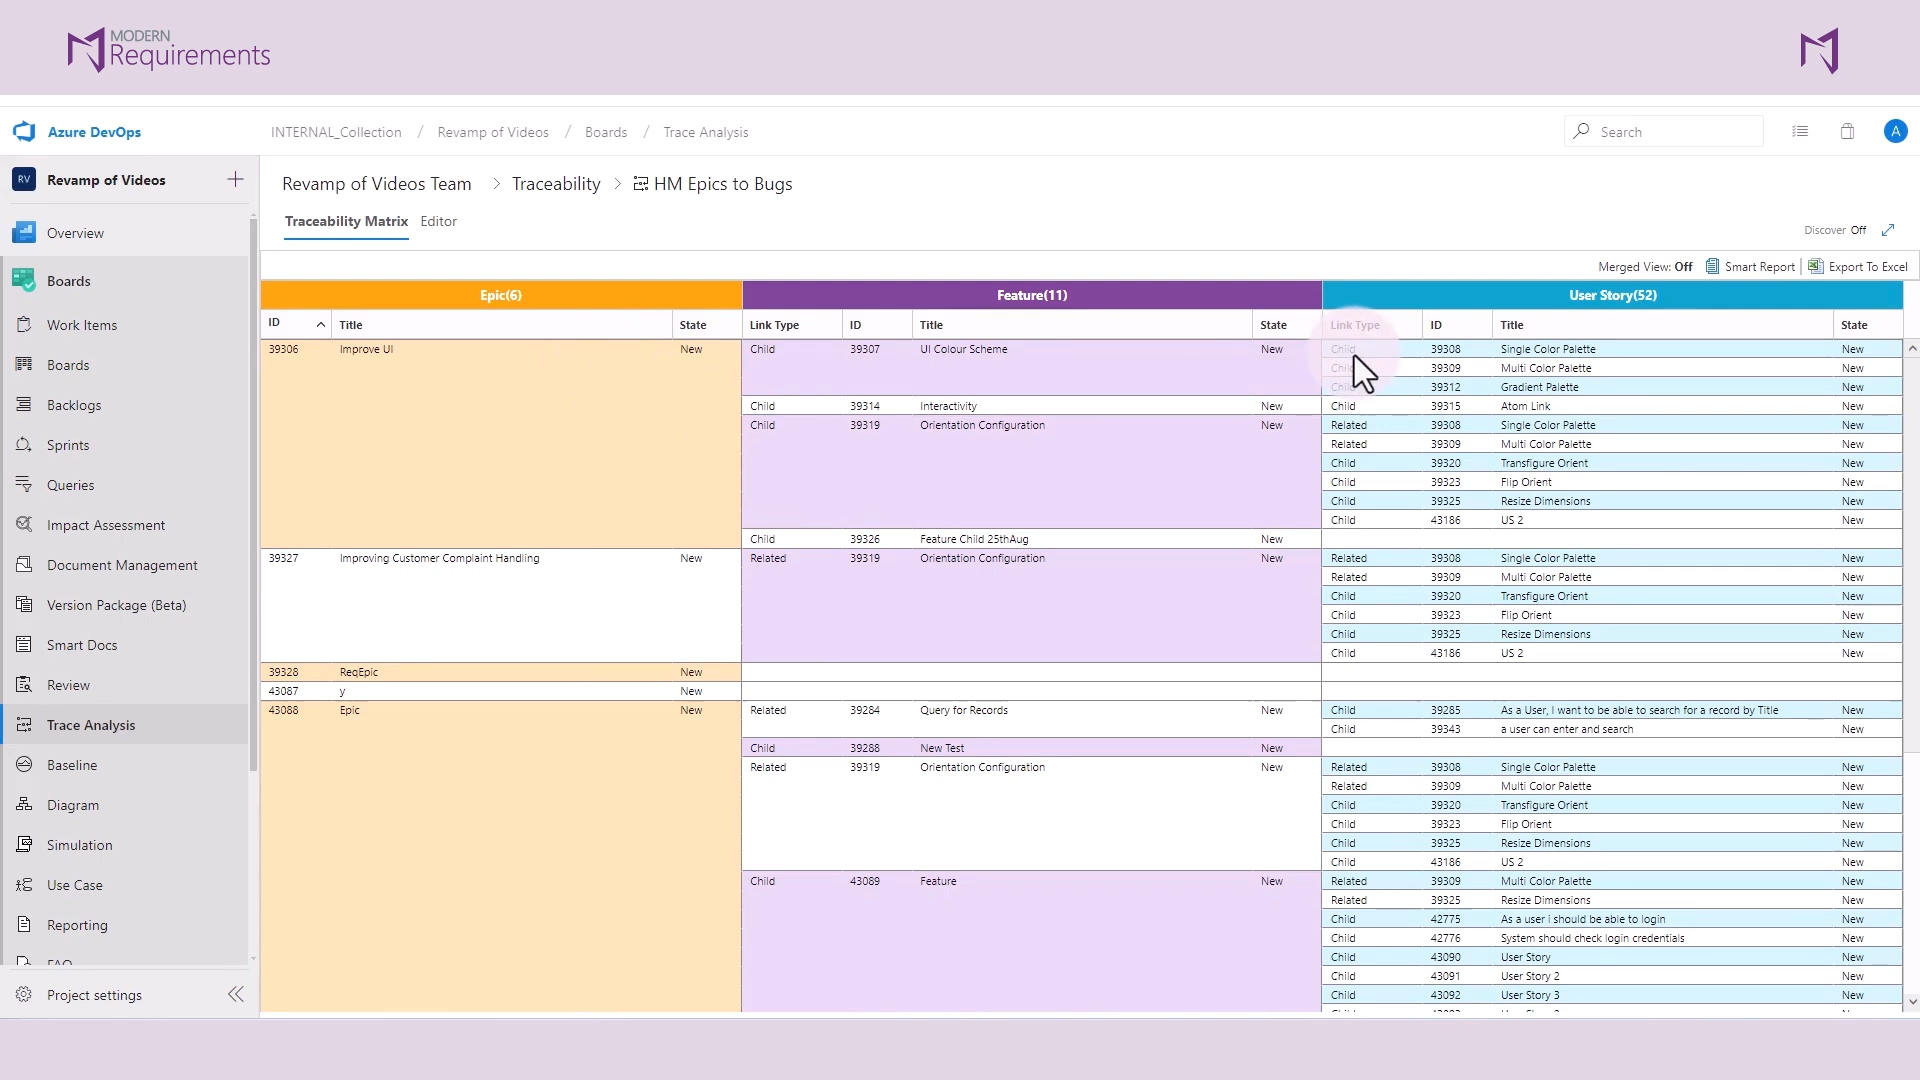 MODERN
Requirements
Azure DevOps
INTERNAL_Collection / Revamp of Videos / Boards / Trace Analysis
Search
A
RV Revamp of Videos
Overview
Boards
Work Items
Boards
Backlogs
Sprints
Queries
Impact Assessment
Document Management
Version Package (Beta)
Smart Docs
Review
Trace Analysis
Baseline
Diagram
Simulation
Use Case
Reporting
FAQ
Project settings
Revamp of Videos Team > Traceability > HM Epics to Bugs
Traceability Matrix Editor
Discover Off
Merged View: Off Smart Report Export To Excel
Epic(6) Feature(11) User Story(52)
ID Title State Link Type ID Title State Link Type ID Title State
39306 Improve UI New Child 39307 UI Colour Scheme New Child 39308 Single Color Palette New
Child 39309 Multi Color Palette New
Child 39312 Gradient Palette New
Child 39314 Interactivity New Child 39315 Atom Link New
Child 39319 Orientation Configuration New Related 39308 Single Color Palette New
Related 39309 Multi Color Palette New
Child 39320 Transfigure Orient New
Child 39323 Flip Orient New
Child 39325 Resize Dimensions New
Child 43186 US 2 New
Child 39326 Feature Child 25thAug New
39327 Improving Customer Complaint Handling New Related 39319 Orientation Configuration New Related 39308 Single Color Palette New
Related 39309 Multi Color Palette New
Child 39320 Transfigure Orient New
Child 39323 Flip Orient New
Child 39325 Resize Dimensions New
Child 43186 US 2 New
39328 ReqEpic New
43087 y New
43088 Epic New Related 39284 Query for Records New Child 39285 As a User, I want to be able to search for a record by Title New
Child 39343 a user can enter and search New
Child 39288 New Test New
Related 39319 Orientation Configuration New Related 39308 Single Color Palette New
Related 39309 Multi Color Palette New
Child 39320 Transfigure Orient New
Child 39323 Flip Orient New
Child 39325 Resize Dimensions New
Child 43186 US 2 New
Child 43089 Feature New Related 39309 Multi Color Palette New
Related 39325 Resize Dimensions New
Child 42775 As a user i should be able to login New
Child 42776 System should check login credentials New
Child 43090 User Story New
Child 43091 User Story 2 New
Child 43092 User Story 3 New